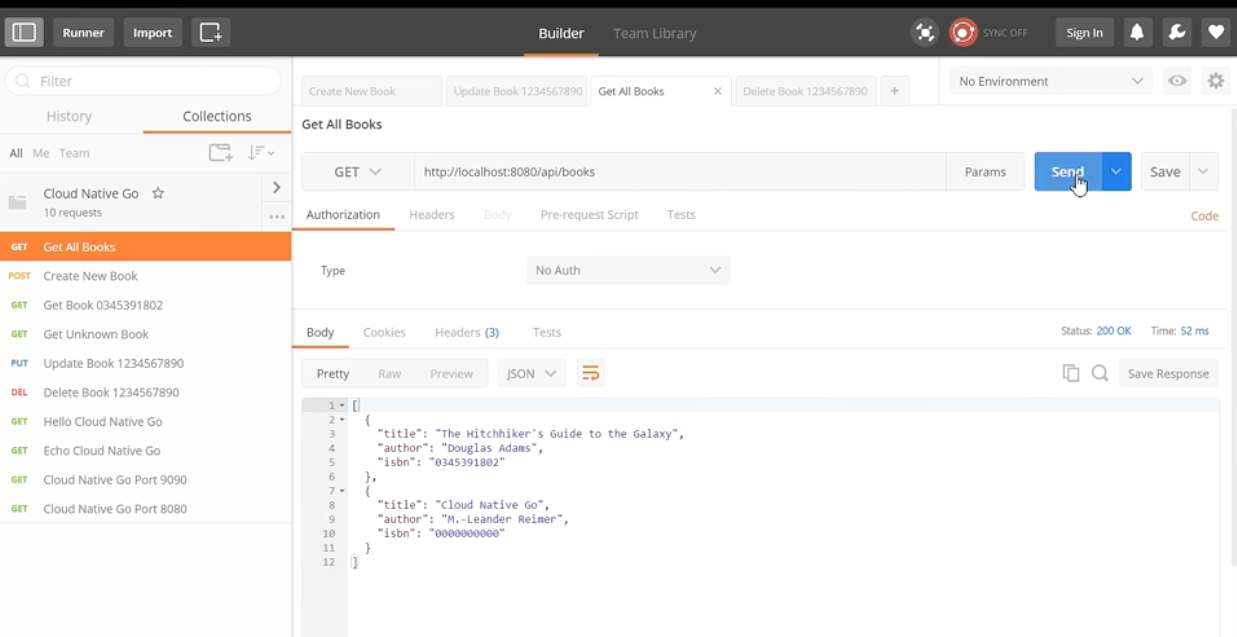 Runner Import Builder Team Library SYNC OFF Sign In
Filter
History Collections
All Me Team
Cloud Native Go
10 requests
GET Get All Books
POST Create New Book
GET Get Book 0345391802
GET Get Unknown Book
PUT Update Book 1234567890
DEL Delete Book 1234567890
GET Hello Cloud Native Go
GET Echo Cloud Native Go
GET Cloud Native Go Port 9090
GET Cloud Native Go Port 8080
Create New Book Update Book 1234567890 Get All Books × Delete Book 1234567890 + No Environment
Get All Books
GET http://localhost:8080/api/books Params Send Save
Authorization Headers Body Pre-request Script Tests Code
Type No Auth
Body Cookies Headers (3) Tests Status: 200 OK Time: 52 ms
Pretty Raw Preview JSON Save Response
1 [
2 {
3 "title": "The Hitchhiker's Guide to the Galaxy",
4 "author": "Douglas Adams",
5 "isbn": "0345391802"
6 },
7 {
8 "title": "Cloud Native Go",
9 "author": "M.-Leander Reimer",
10 "isbn": "0000000000"
11 }
12 ]